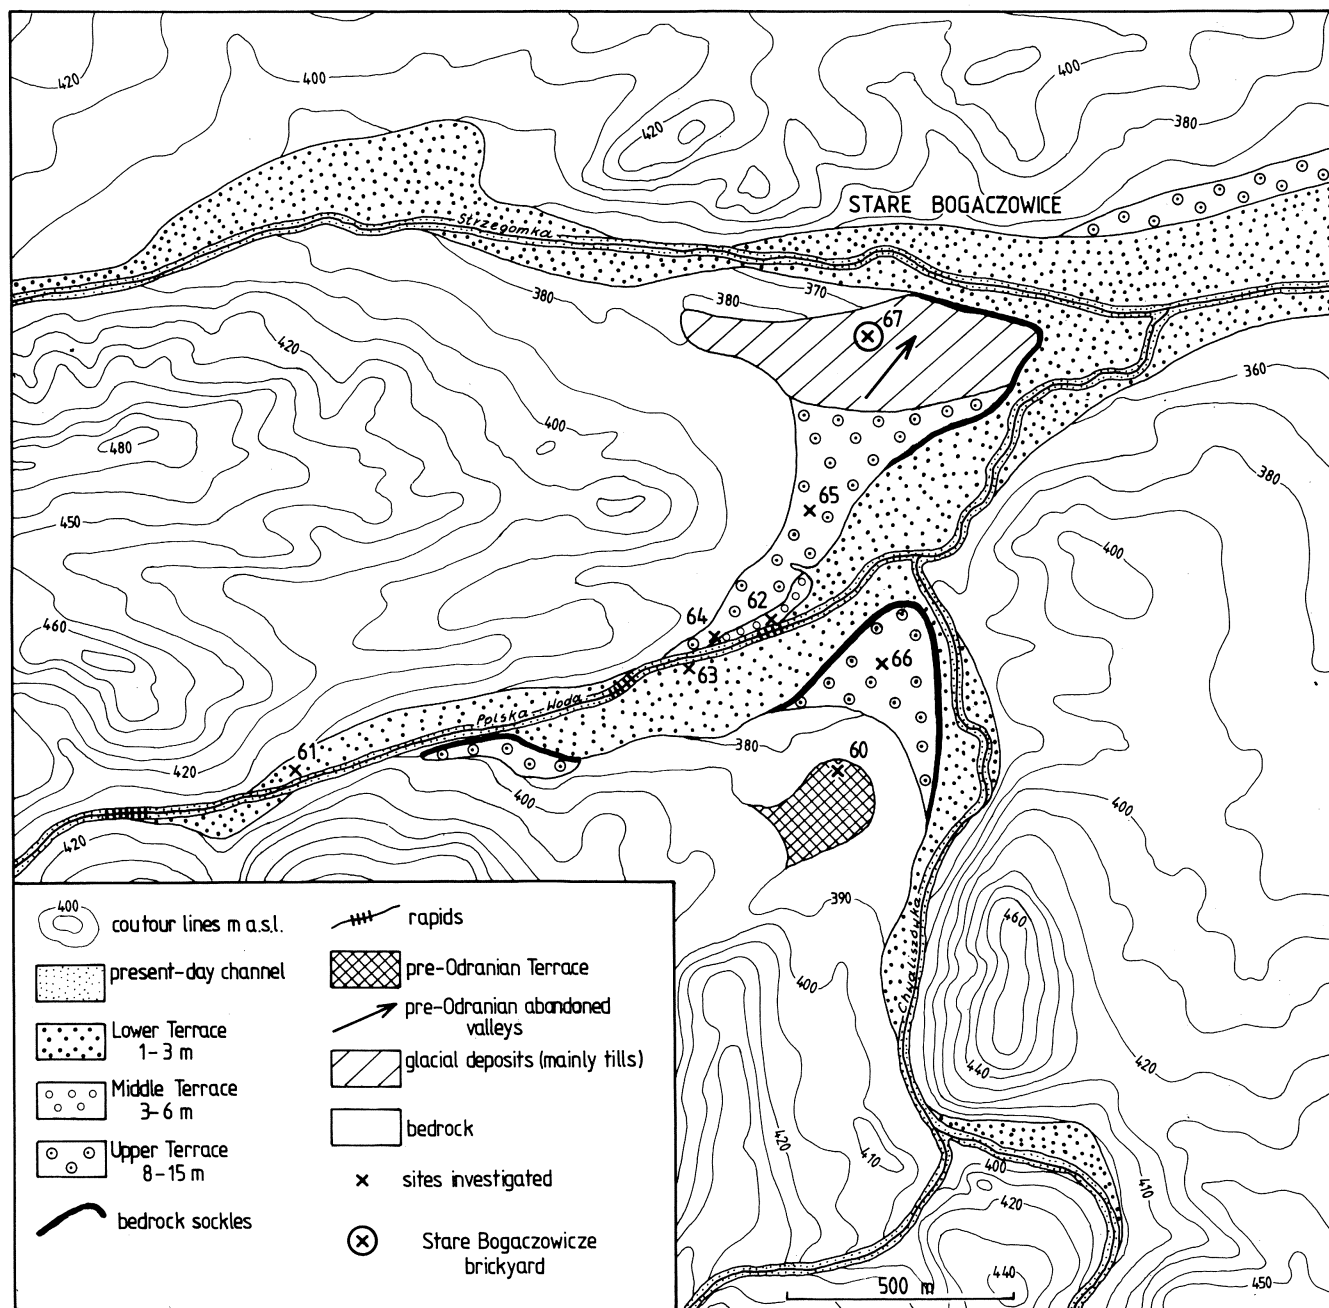 420
400
420
400
380
STARE BOGACZOWICE
Strzegomka
380
380
370
67
420
360
400
480
380
65
450
400
64
62
460
63
66
Polska Woda
380
60
61
420
400
400
420
390
460
Chwaliszówka
400
440
420
420
410
400
410
420
440
450
500 m
400
coutour lines m a.s.l.
present-day channel
Lower Terrace
1-3 m
Middle Terrace
3-6 m
Upper Terrace
8-15 m
bedrock sockles
rapids
pre-Odranian Terrace
pre-Odranian abandoned
valleys
glacial deposits (mainly tills)
bedrock
sites investigated
Stare Bogaczowicze
brickyard